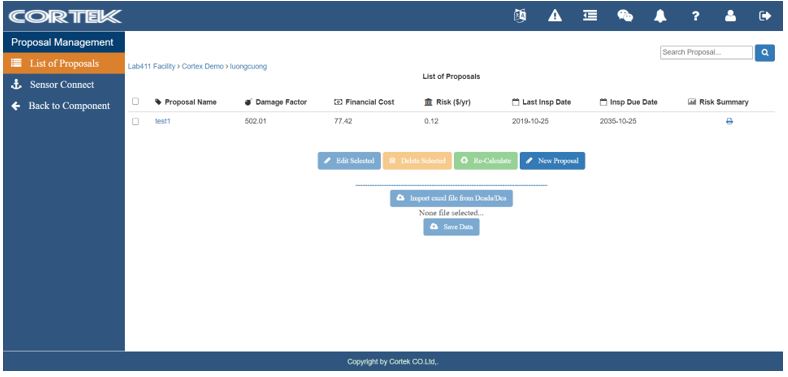 CORTEK
Proposal Management
List of Proposals
Sensor Connect
Back to Component
Search Proposal...
Lab411 Facility › Cortex Demo › luongcuong
List of Proposals
Proposal Name Damage Factor Financial Cost Risk ($/yr) Last Insp Date Insp Due Date Risk Summary
test1 502.01 77.42 0.12 2019-10-25 2035-10-25
Edit Selected Delete Selected Re-Calculate New Proposal
Import excel file from Deada/Dea
None file selected...
Save Data
Copyright by Cortek CO.Ltd,.